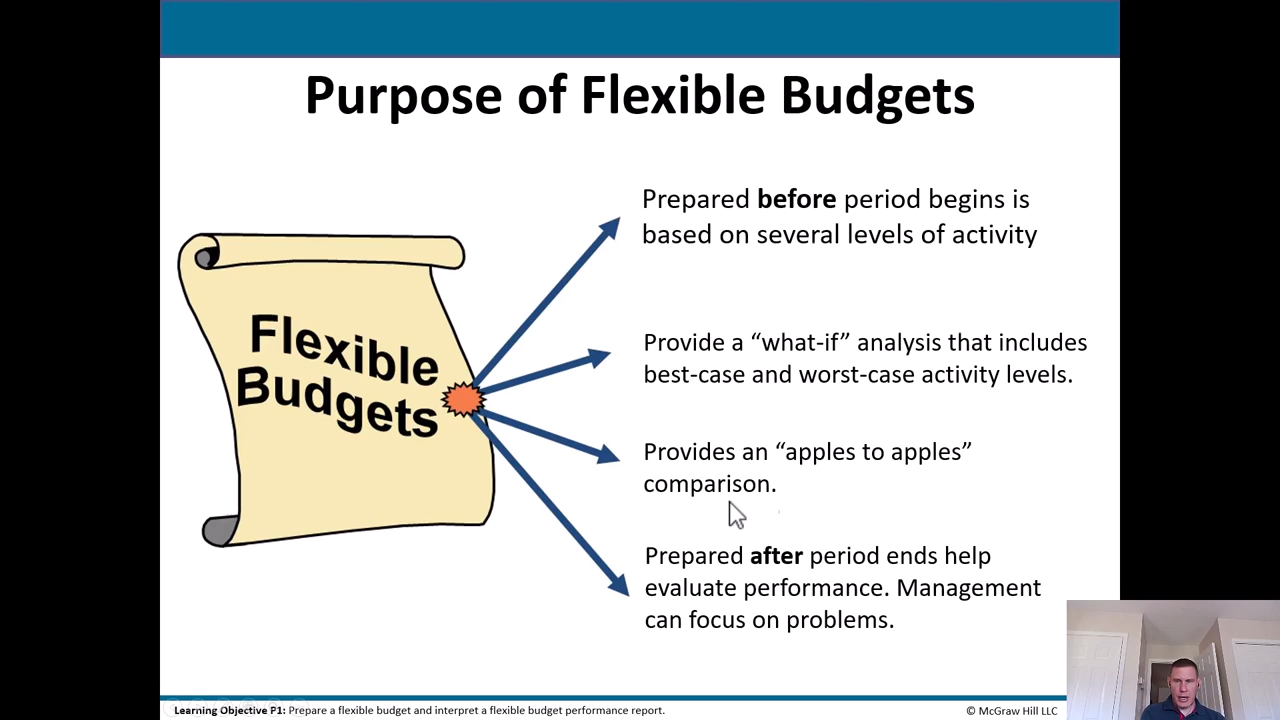 Purpose of Flexible Budgets
Flexible
Budgets
Prepared before period begins is
based on several levels of activity
Provide a “what-if” analysis that includes
best-case and worst-case activity levels.
Provides an “apples to apples”
comparison.
Prepared after period ends help
evaluate performance. Management
can focus on problems.
Learning Objective P1: Prepare a flexible budget and interpret a flexible budget performance report.
© McGraw Hill LLC